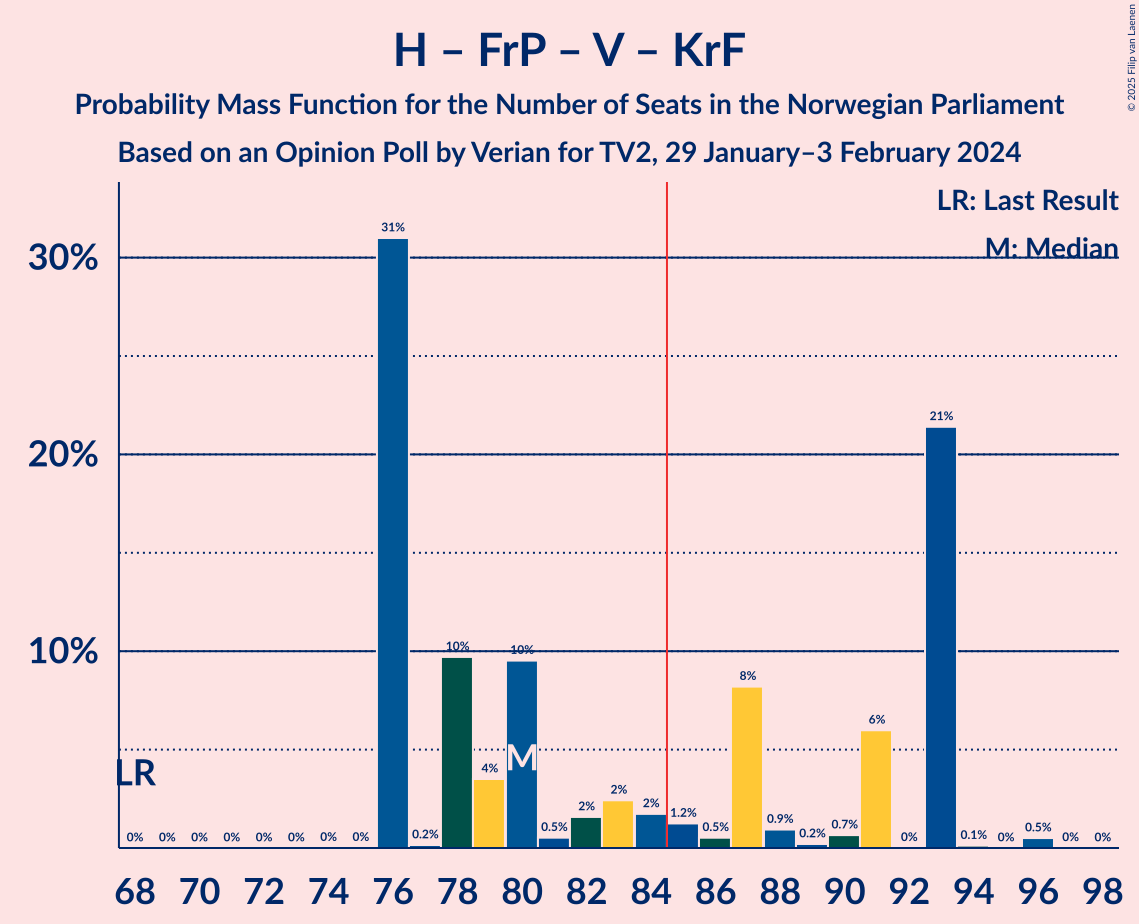 H – FrP – V – KrF
Probability Mass Function for the Number of Seats in the Norwegian Parliament
Based on an Opinion Poll by Verian for TV2, 29 January–3 February 2024
© 2025 Filip van Laenen
LR: Last Result
M: Median
30%
20%
10%
LR
M
0% 0% 0% 0% 0% 0% 0% 0% 31% 0.2% 10% 4% 10% 0.5% 2% 2% 2% 1.2% 0.5% 8% 0.9% 0.2% 0.7% 6% 0% 21% 0.1% 0% 0.5% 0% 0%
68 70 72 74 76 78 80 82 84 86 88 90 92 94 96 98